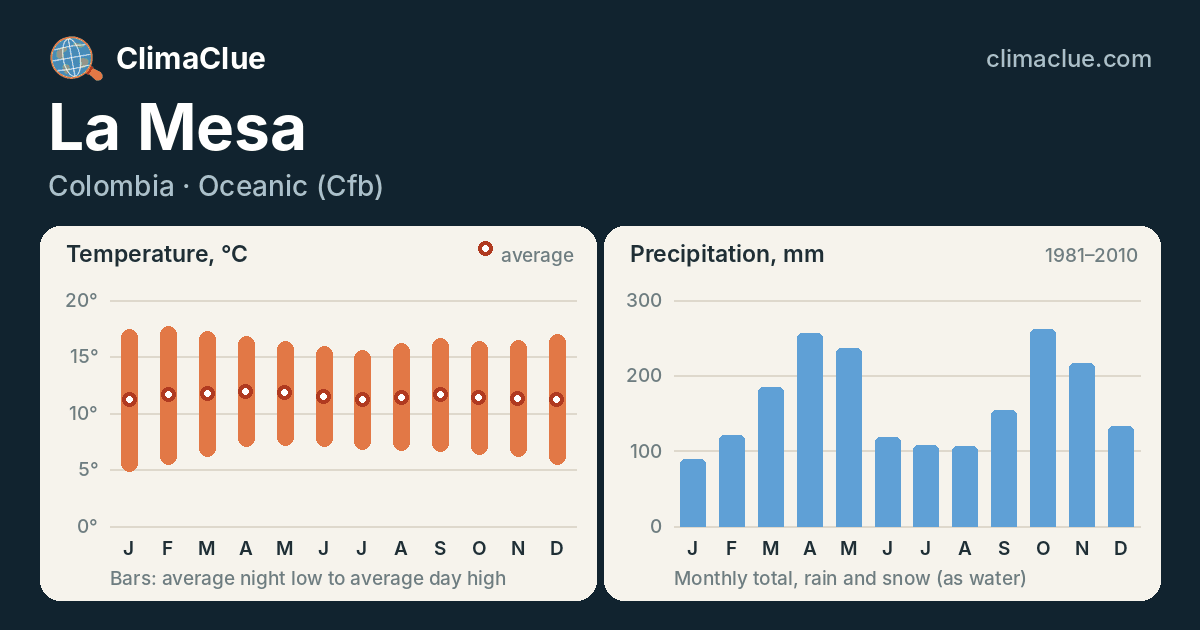 ClimaClue
climaclue.com
La Mesa
Colombia · Oceanic (Cfb)
Temperature, °C
average
20°
15°
10°
5°
0°
J F M A M J J A S O N D
Bars: average night low to average day high
Precipitation, mm
1981–2010
300
200
100
0
J F M A M J J A S O N D
Monthly total, rain and snow (as water)